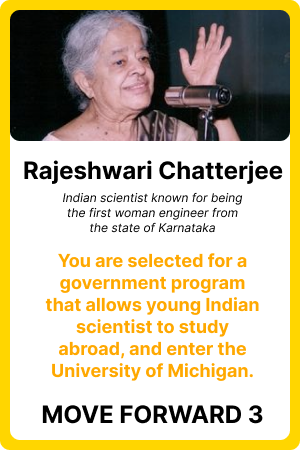 Rajeshwari Chatterjee
Indian scientist known for being
the first woman engineer from
the state of Karnataka
You are selected for a
government program
that allows young Indian
scientist to study
abroad, and enter the
University of Michigan.
MOVE FORWARD 3